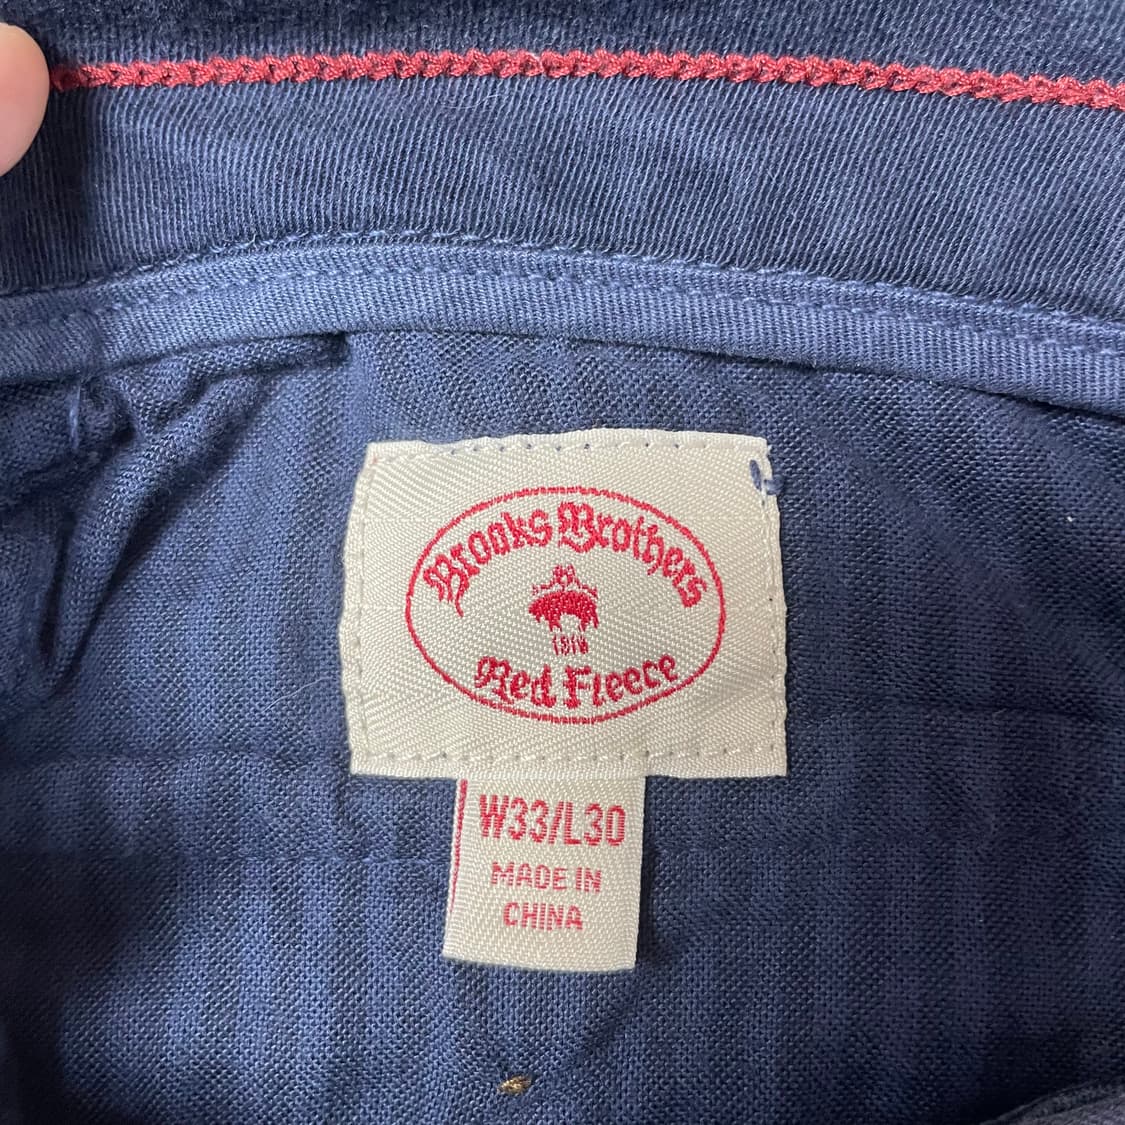 Brooks Brothers
1818
Red Fleece
W33/L30
MADE IN
CHINA